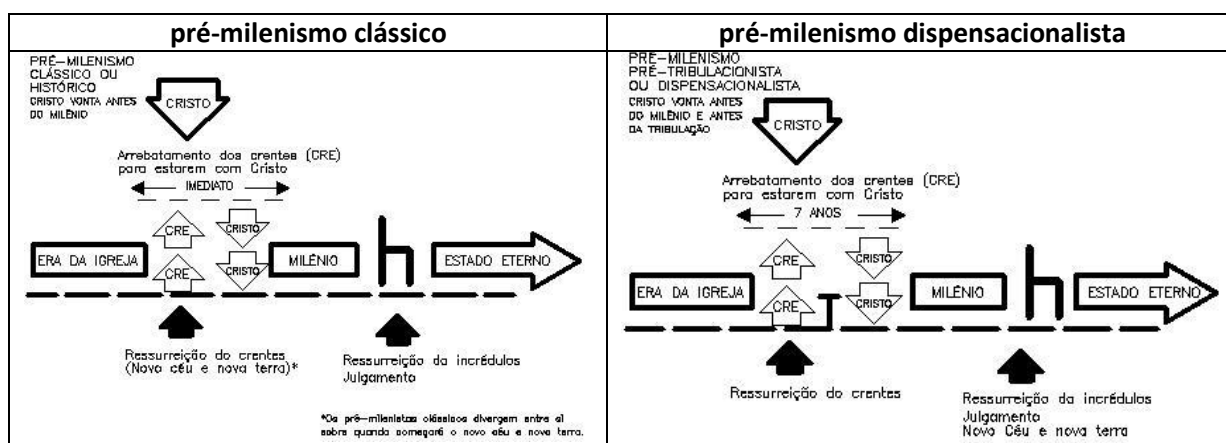 pré-milenismo clássico
PRÉ-MILENISMO
CLÁSSICO OU
HISTÓRICO
CRISTO VONTA ANTES
DO MILÊNIO
CRISTO
Arrebatamento dos crentes (CRE)
para estarem com Cristo
IMEDIATO
CRE
CRISTO
ERA DA IGREJA
CRE
CRISTO
MILÊNIO
ESTADO ETERNO
Ressurreição do crentes
(Novo céu e nova terra)*
Ressurreição da incrédulos
Julgamento
*Os pré-milenistas clássicos divergem entre si
sobre quando começará o novo céu e nova terra.
pré-milenismo dispensacionalista
PRÉ-MILENISMO
PRÉ-TRIBULACIONISTA
OU DISPENSACIONALISTA
CRISTO VONTA ANTES
DO MILÊNIO E ANTES
DA TRIBULAÇÃO
CRISTO
Arrebatamento dos crentes (CRE)
para estarem com Cristo
7 ANOS
CRE
CRISTO
ERA DA IGREJA
CRE
T
CRISTO
MILÊNIO
ESTADO ETERNO
Ressurreição do crentes
Ressurreição da incrédulos
Julgamento
Novo Céu e nova terra